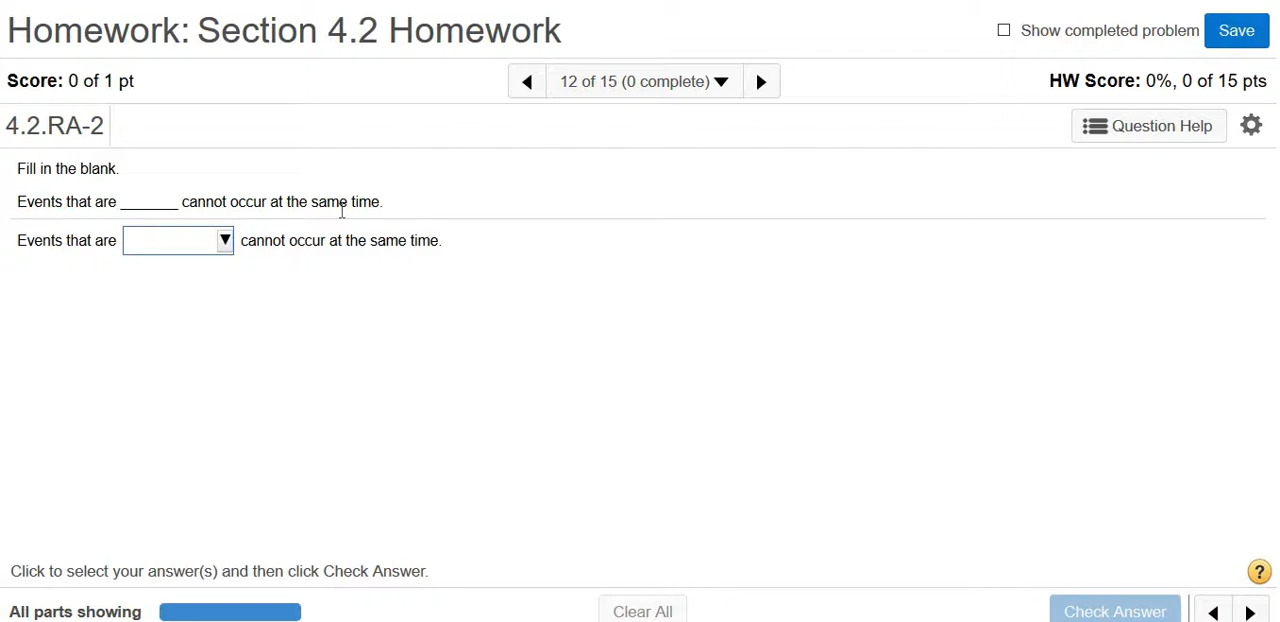 Homework: Section 4.2 Homework
Show completed problem
Save
Score: 0 of 1 pt
12 of 15 (0 complete)
HW Score: 0%, 0 of 15 pts
4.2.RA-2
Question Help
Fill in the blank.
Events that are _______ cannot occur at the same time.
Events that are cannot occur at the same time.
Click to select your answer(s) and then click Check Answer.
?
All parts showing
Clear All
Check Answer